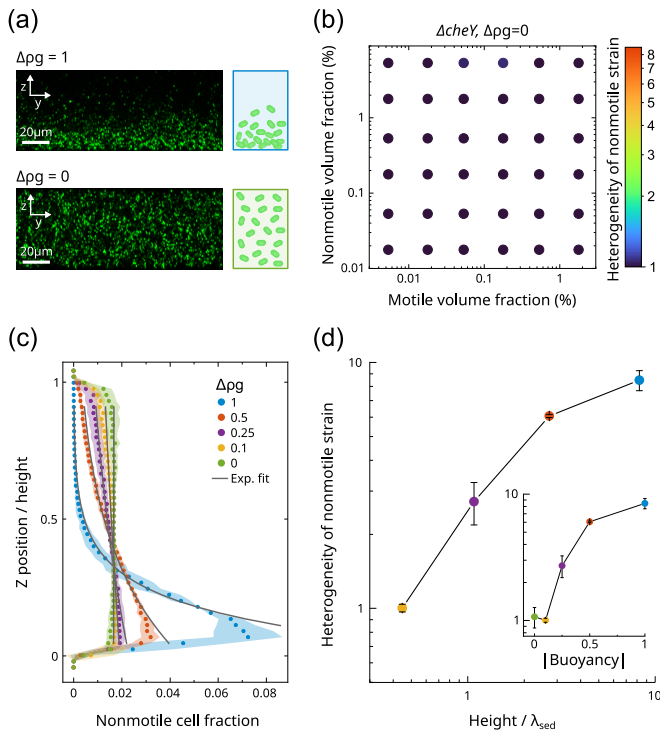 (a)
Δρg = 1
z
y
20μm
Δρg = 0
z
y
20μm
(b)
ΔcheY, Δρg=0
Nonmotile volume fraction (%)
1
0.1
0.01
0.01
0.1
1
Motile volume fraction (%)
8
6
5
4
3
2
1
Heterogeneity of nonmotile strain
(c)
Δρg
1
0.5
0.25
0.1
0
Exp. fit
Z position / height
1
0.5
0
0
0.02
0.04
0.06
0.08
Nonmotile cell fraction
(d)
Heterogeneity of nonmotile strain
10
1
1
10
Height / λsed
10
1
0
0.5
1
| Buoyancy |